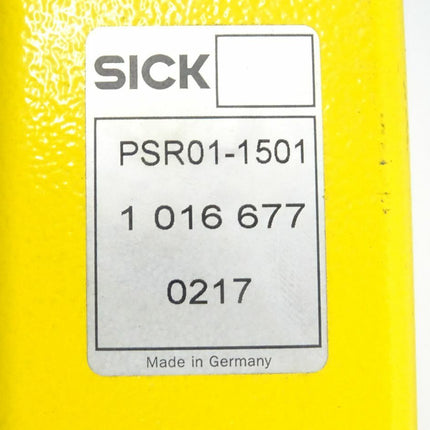 SICK
PSR01-1501
1 016 677
0217
Made in Germany